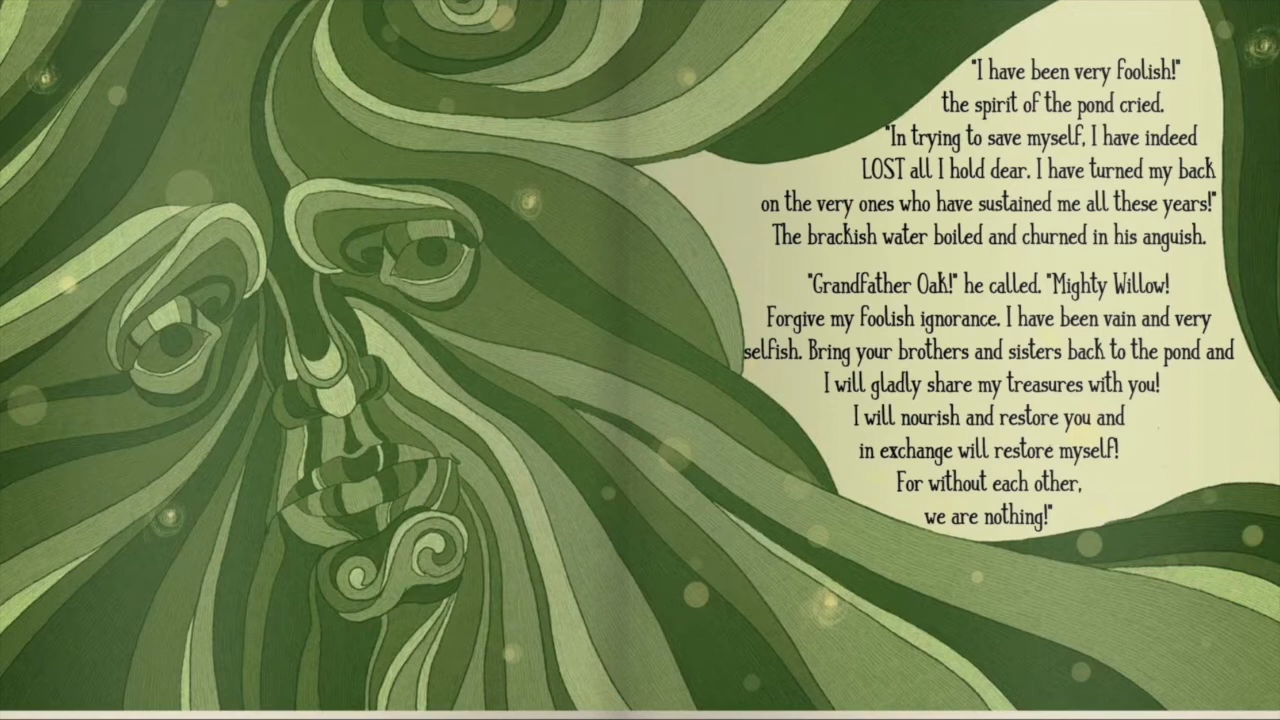 "I have been very foolish!"
the spirit of the pond cried.
"In trying to save myself, I have indeed
LOST all I hold dear. I have turned my back
on the very ones who have sustained me all these years!"
The brackish water boiled and churned in his anguish.
"Grandfather Oak!" he called, "Mighty Willow!
Forgive my foolish ignorance. I have been vain and very
selfish. Bring your brothers and sisters back to the pond and
I will gladly share my treasures with you!
I will nourish and restore you and
in exchange will restore myself!
For without each other,
we are nothing!"